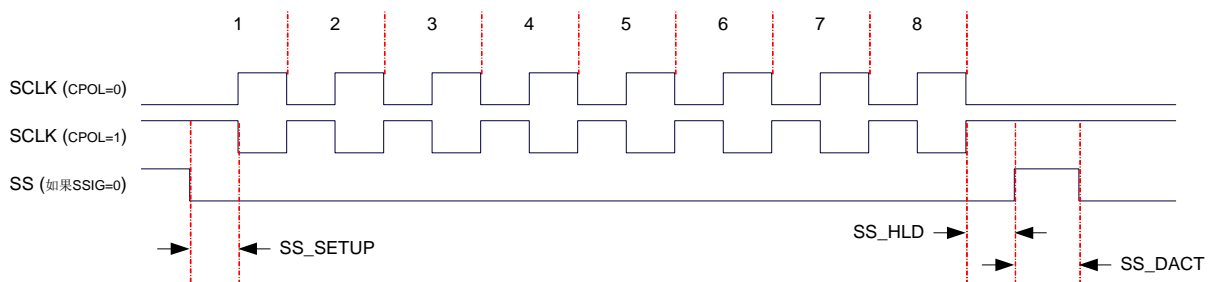 1 2 3 4 5 6 7 8
SCLK (CPOL=0)
SCLK (CPOL=1)
SS (如果SSIG=0)
SS_SETUP
SS_HLD
SS_DACT